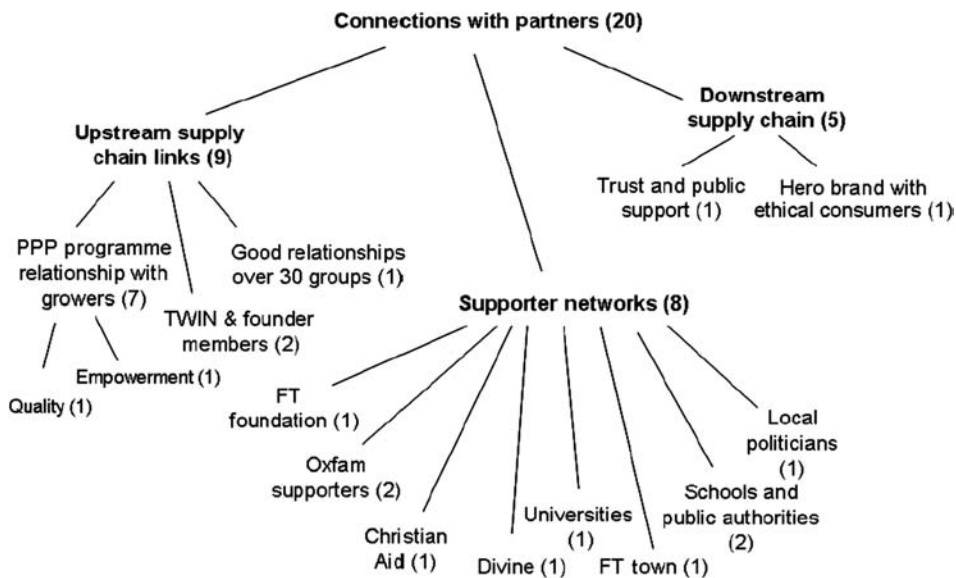 Connections with partners (20)
Upstream supply
chain links (9)
Downstream
supply chain (5)
Trust and public
support (1)
Hero brand with
ethical consumers (1)
PPP programme
relationship with
growers (7)
Good relationships
over 30 groups (1)
TWIN & founder
members (2)
Empowerment (1)
Quality (1)
Supporter networks (8)
FT
foundation (1)
Oxfam
supporters (2)
Christian
Aid (1)
Divine (1)
Universities
(1)
FT town (1)
Schools and
public authorities
(2)
Local
politicians
(1)